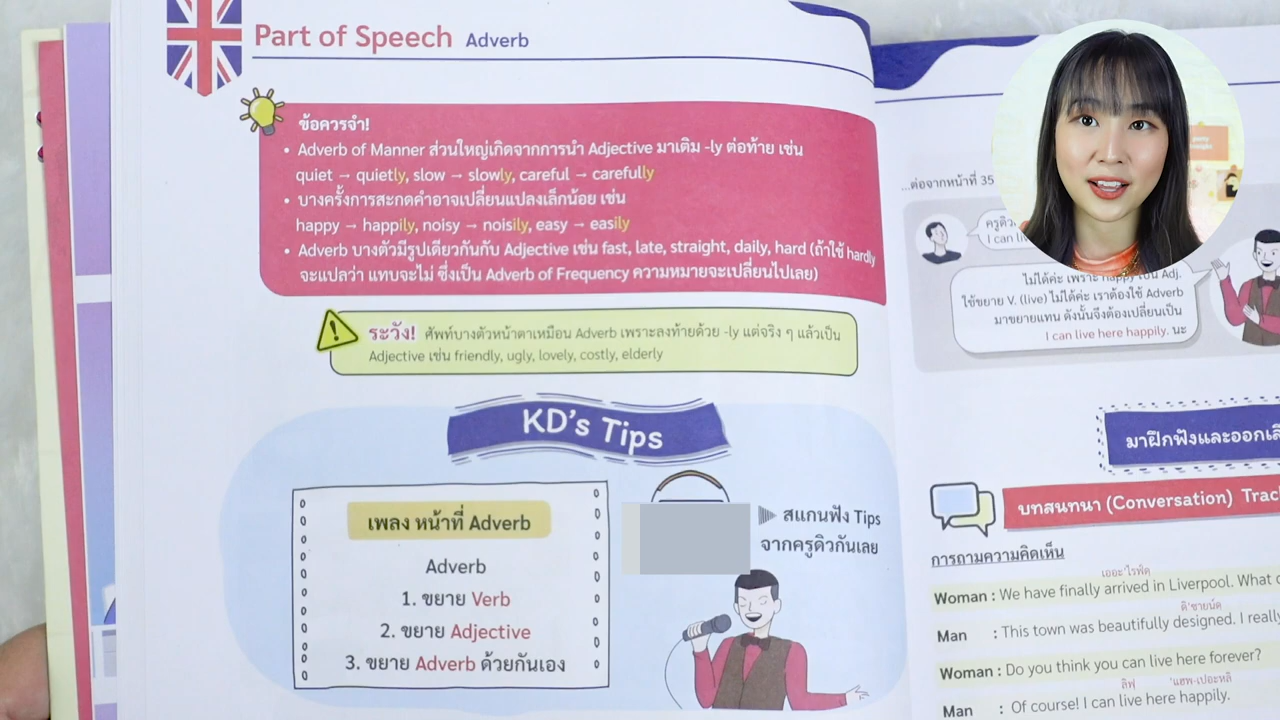 Part of Speech Adverb
ข้อควรจำ!
• Adverb of Manner ส่วนใหญ่เกิดจากการนำ Adjective มาเติม -ly ต่อท้าย เช่น
quiet → quietly, slow → slowly, careful → carefully
• บางครั้งการสะกดคำอาจเปลี่ยนแปลงเล็กน้อย เช่น
happy → happily, noisy → noisily, easy → easily
• Adverb บางตัวมีรูปเดียวกันกับ Adjective เช่น fast, late, straight, daily, hard (ถ้าใช้ hardly
จะแปลว่า แทบจะไม่ ซึ่งเป็น Adverb of Frequency ความหมายจะเปลี่ยนไปเลย)
ระวัง! ศัพท์บางตัวหน้าตาเหมือน Adverb เพราะลงท้ายด้วย -ly แต่จริง ๆ แล้วเป็น
Adjective เช่น friendly, ugly, lovely, costly, elderly
KD's Tips
เพลง หน้าที่ Adverb
Adverb
1. ขยาย Verb
2. ขยาย Adjective
3. ขยาย Adverb ด้วยกันเอง
สแกนฟัง Tips
จากครูดิวกันเลย
...ต่อจากหน้าที่ 35
ครูดิว
I can
ไม่ได้ค่ะ เพราะ happy เป็น Adj.
ใช้ขยาย V. (live) ไม่ได้ค่ะ เราต้องใช้ Adverb
มาขยายแทน ดังนั้นจึงต้องเปลี่ยนเป็น
I can live here happily. นะ
มาฝึกฟังและออกเสี
บทสนทนา (Conversation) Trac
การถามความคิดเห็น
Woman : We have finally arrived in Liverpool. What
Man : This town was beautifully designed. I really
Woman : Do you think you can live here forever?
Man : Of course! I can live here happily.